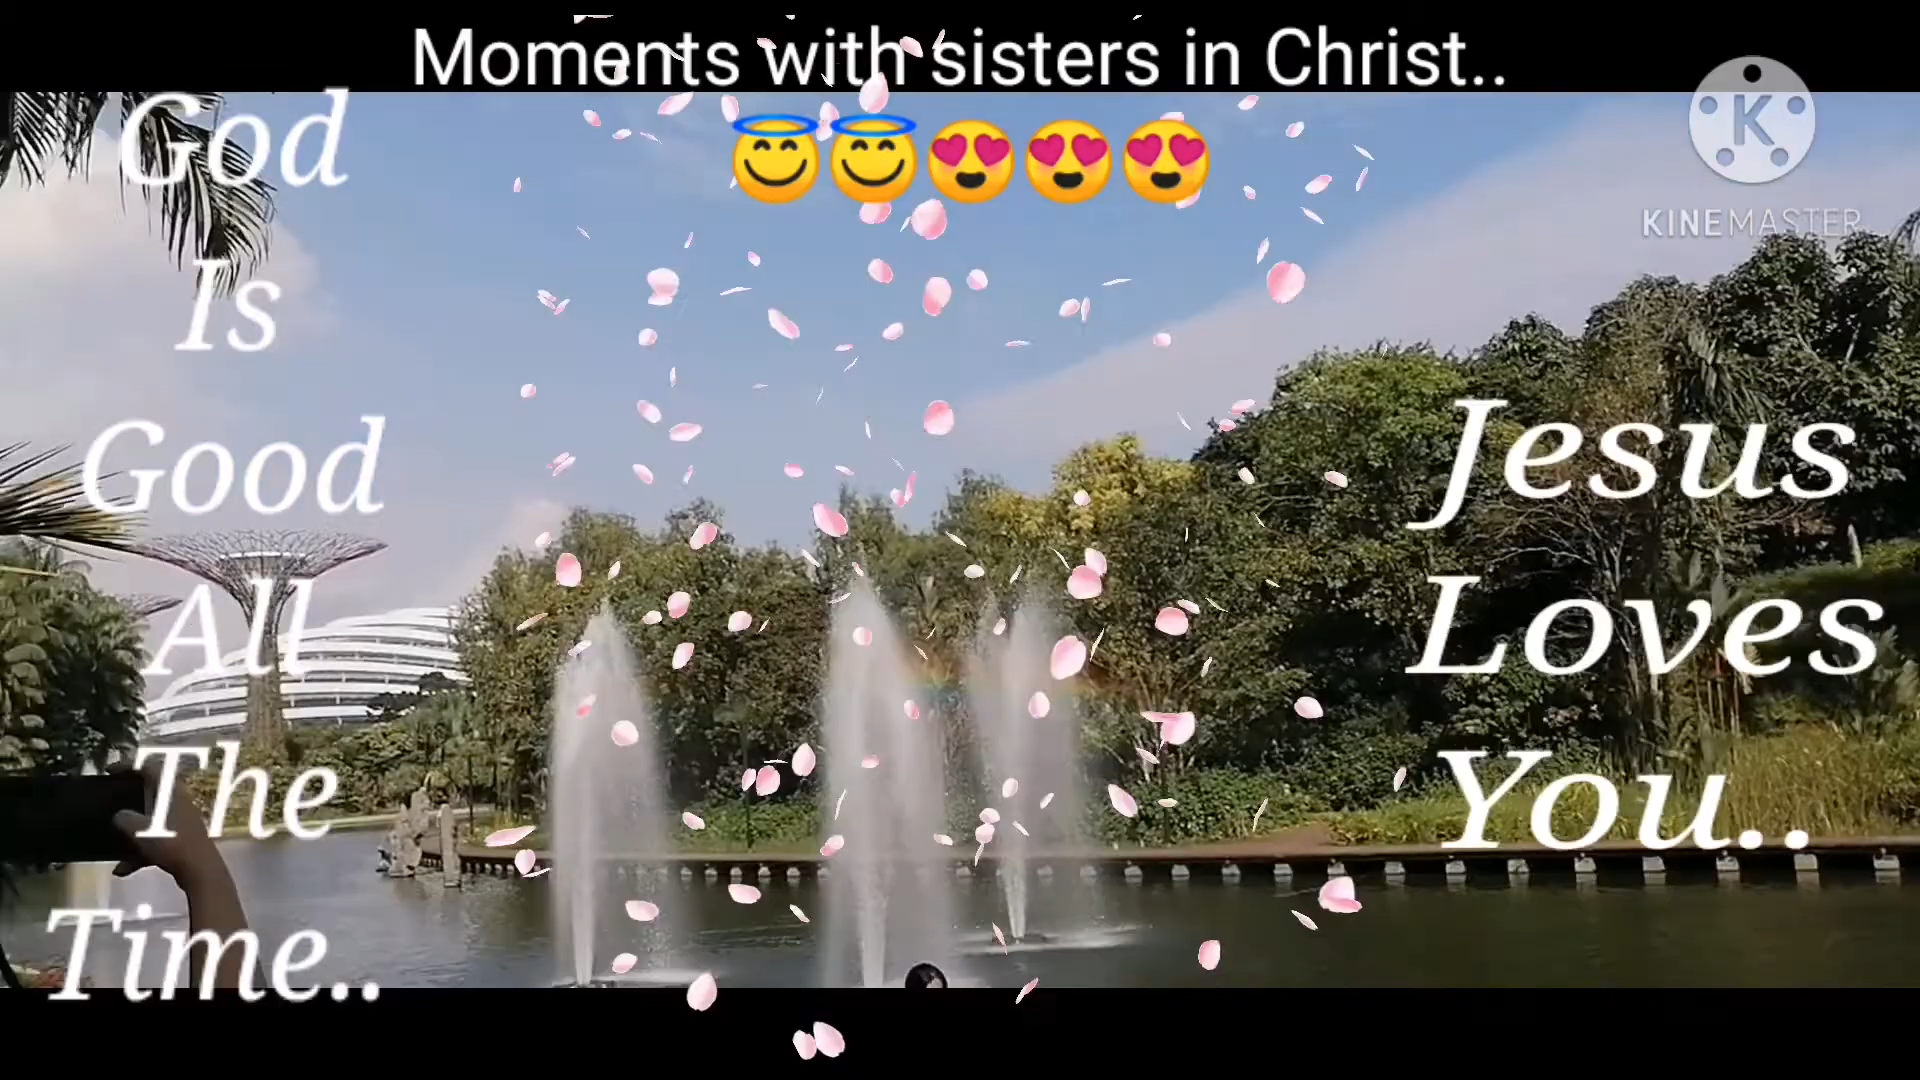 Moments with sisters in Christ..
😇😇😍😍😍
God
Is
Good
All
The
Time..
Jesus
Loves
You..
K
KINEMASTER